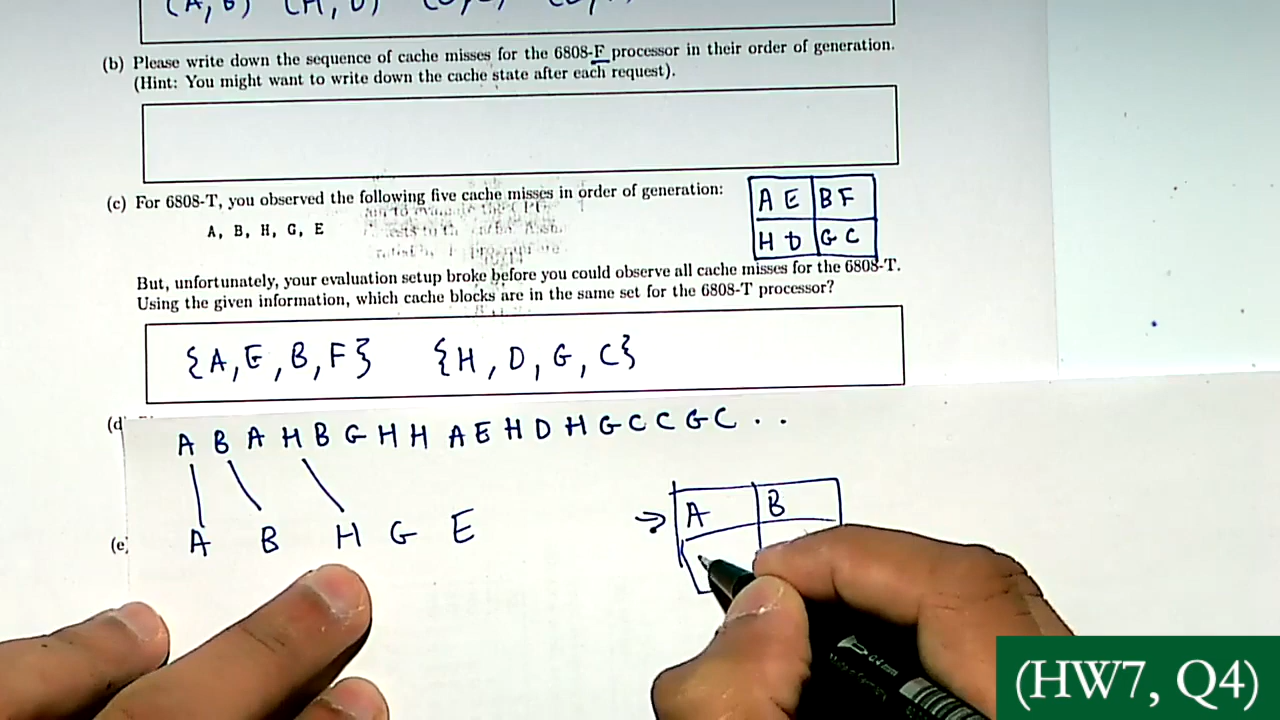 (A, B) (H, D)
(b) Please write down the sequence of cache misses for the 6808-F processor in their order of generation.
(Hint: You might want to write down the cache state after each request).
(c) For 6808-T, you observed the following five cache misses in order of generation:
A, B, H, G, E
A E B F
H D G C
But, unfortunately, your evaluation setup broke before you could observe all cache misses for the 6808-T.
Using the given information, which cache blocks are in the same set for the 6808-T processor?
{A, E, B, F} {H, D, G, C}
(d
A B A H B G H H A E H D H G C C G C . .
(e)
A B H G E
A B
(HW7, Q4)